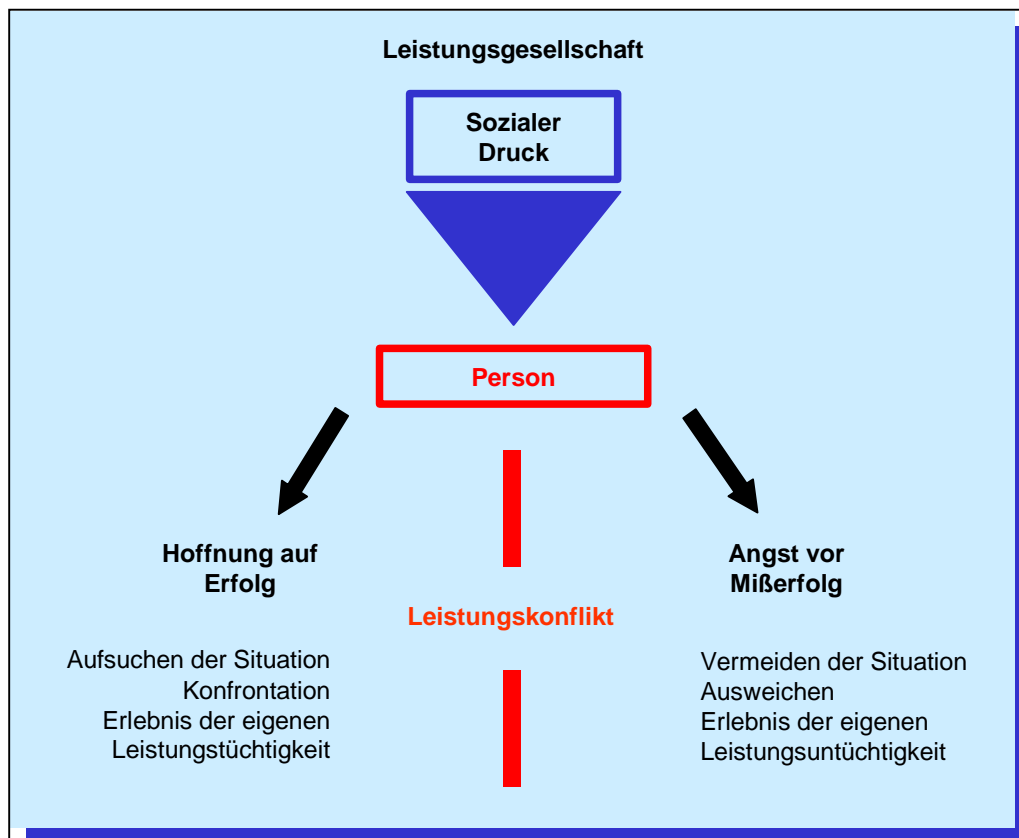 Leistungsgesellschaft
Sozialer
Druck
Person
Hoffnung auf
Erfolg
Angst vor
Mißerfolg
Leistungskonflikt
Aufsuchen der Situation
Konfrontation
Erlebnis der eigenen
Leistungstüchtigkeit
Vermeiden der Situation
Ausweichen
Erlebnis der eigenen
Leistungsuntüchtigkeit